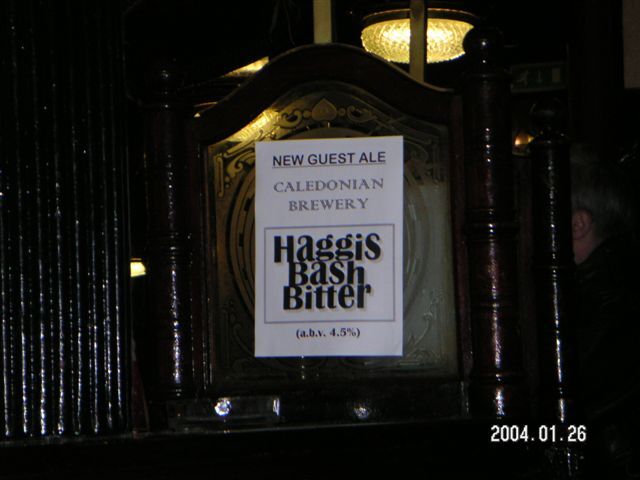 NEW GUEST ALE
CALEDONIAN
BREWERY
HaggiS
BasH
Bitter
(a.b.v. 4.5%)
2004.01.26